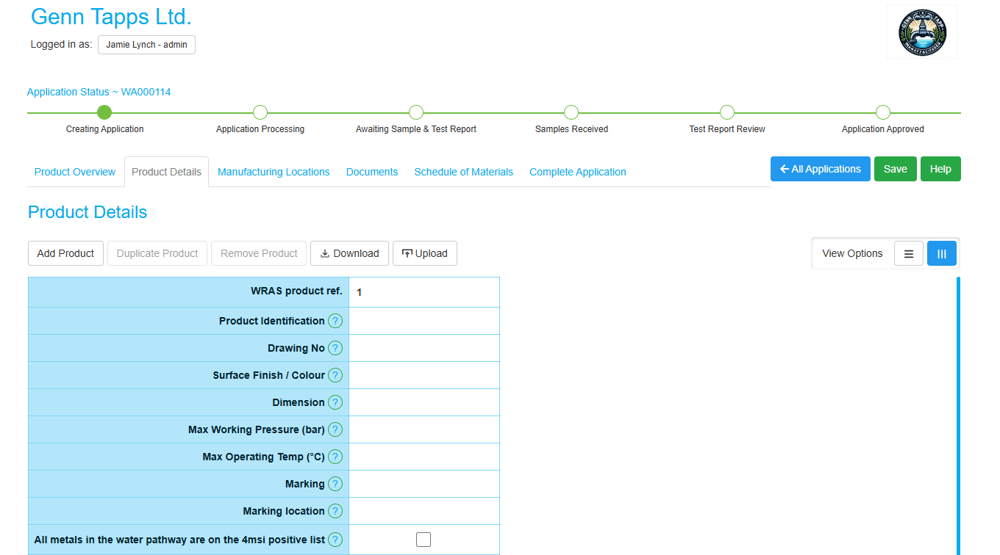 Genn Tapps Ltd.
Logged in as: Jamie Lynch - admin
GENN TAPP
Application Status ~ WA000114
Creating Application Application Processing Awaiting Sample & Test Report Samples Received Test Report Review Application Approved
Product Overview Product Details Manufacturing Locations Documents Schedule of Materials Complete Application All Applications Save Help
Product Details
Add Product Duplicate Product Remove Product Download Upload View Options
WRAS product ref. 1
Product Identification ?
Drawing No ?
Surface Finish / Colour ?
Dimension ?
Max Working Pressure (bar) ?
Max Operating Temp (°C) ?
Marking ?
Marking location ?
All metals in the water pathway are on the 4msi positive list ?